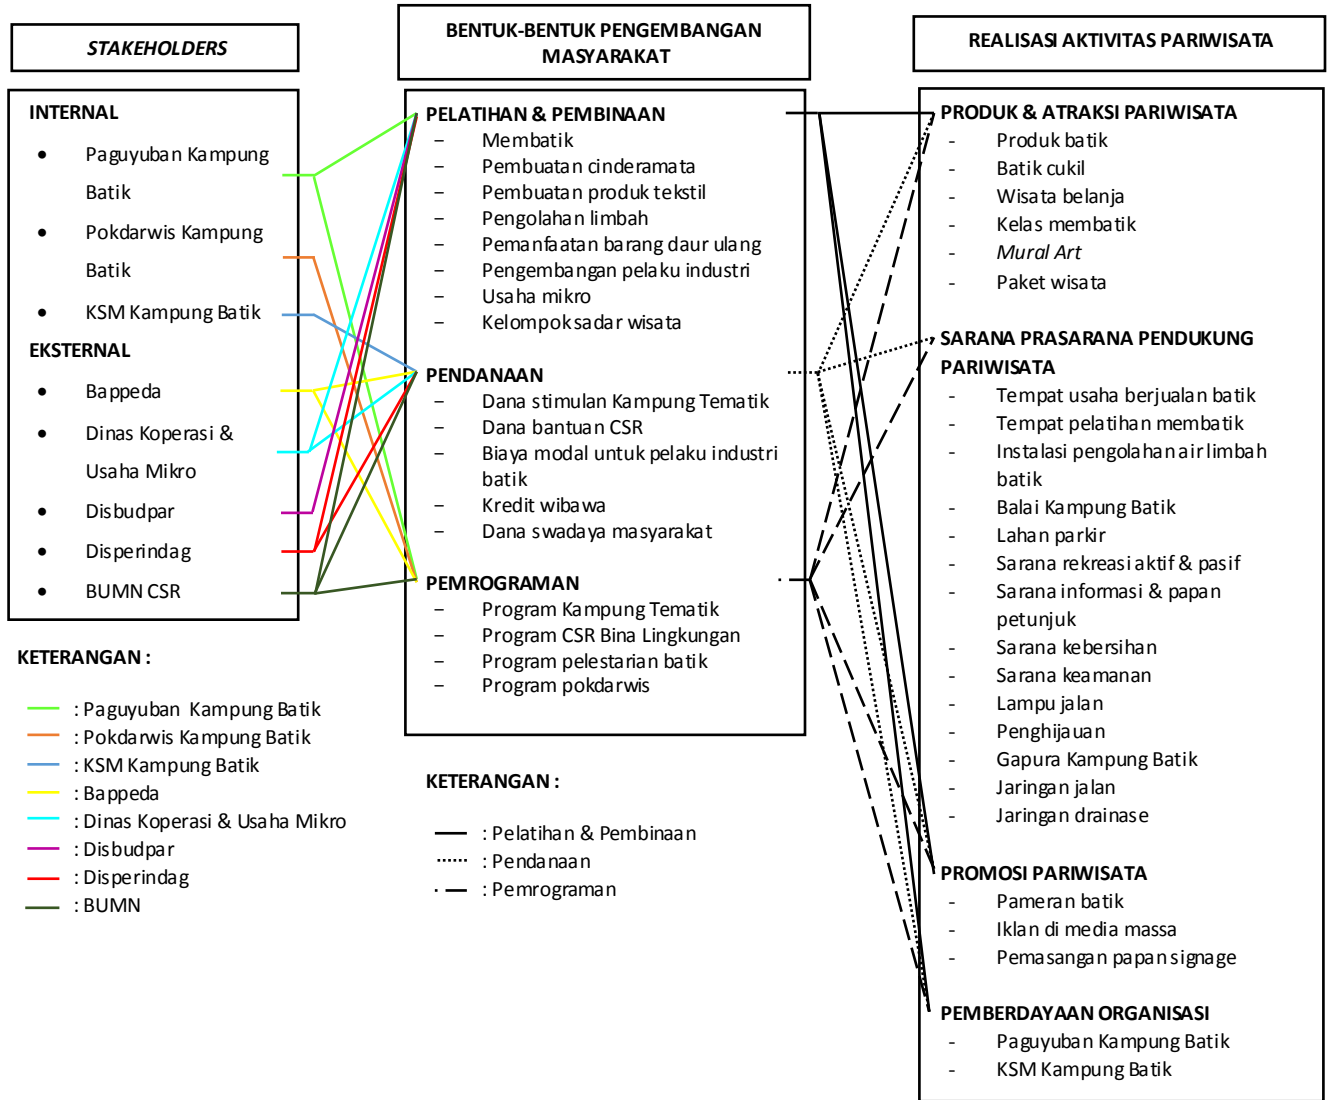 STAKEHOLDERS
INTERNAL
● Paguyuban Kampung
Batik
● Pokdarwis Kampung
Batik
● KSM Kampung Batik
EKSTERNAL
● Bappeda
● Dinas Koperasi &
Usaha Mikro
● Disbudpar
● Disperindag
● BUMN CSR
KETERANGAN :
: Paguyuban Kampung Batik
: Pokdarwis Kampung Batik
: KSM Kampung Batik
: Bappeda
: Dinas Koperasi & Usaha Mikro
: Disbudpar
: Disperindag
: BUMN
BENTUK-BENTUK PENGEMBANGAN
MASYARAKAT
PELATIHAN & PEMBINAAN
– Membatik
– Pembuatan cinderamata
– Pembuatan produk tekstil
– Pengolahan limbah
– Pemanfaatan barang daur ulang
– Pengembangan pelaku industri
– Usaha mikro
– Kelompok sadar wisata
PENDANAAN
– Dana stimulan Kampung Tematik
– Dana bantuan CSR
– Biaya modal untuk pelaku industri
batik
– Kredit wibawa
– Dana swadaya masyarakat
PEMROGRAMAN
– Program Kampung Tematik
– Program CSR Bina Lingkungan
– Program pelestarian batik
– Program pokdarwis
KETERANGAN :
: Pelatihan & Pembinaan
: Pendanaan
: Pemrograman
REALISASI AKTIVITAS PARIWISATA
PRODUK & ATRAKSI PARIWISATA
- Produk batik
- Batik cukil
- Wisata belanja
- Kelas membatik
- Mural Art
- Paket wisata
SARANA PRASARANA PENDUKUNG
PARIWISATA
- Tempat usaha berjualan batik
- Tempat pelatihan membatik
- Instalasi pengolahan air limbah
batik
- Balai Kampung Batik
- Lahan parkir
- Sarana rekreasi aktif & pasif
- Sarana informasi & papan
petunjuk
- Sarana kebersihan
- Sarana keamanan
- Lampu jalan
- Penghijauan
- Gapura Kampung Batik
- Jaringan jalan
- Jaringan drainase
PROMOSI PARIWISATA
- Pameran batik
- Iklan di media massa
- Pemasangan papan signage
PEMBERDAYAAN ORGANISASI
- Paguyuban Kampung Batik
- KSM Kampung Batik